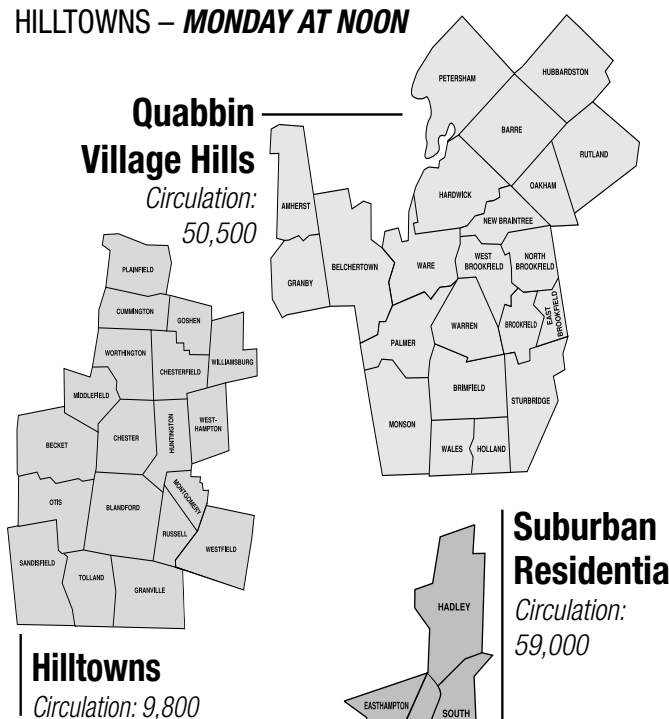 HILLTOWNS – MONDAY AT NOON
Quabbin
Village Hills
Circulation:
50,500
PETERSHAM
HUBBARDSTON
BARRE
RUTLAND
HARDWICK
OAKHAM
AMHERST
NEW BRAINTREE
BELCHERTOWN
WARE
WEST
BROOKFIELD
NORTH
BROOKFIELD
GRANBY
PALMER
WARREN
BROOKFIELD
EAST
BROOKFIELD
BRIMFIELD
STURBRIDGE
MONSON
WALES
HOLLAND
PLAINFIELD
CUMMINGTON
GOSHEN
WORTHINGTON
CHESTERFIELD
WILLIAMSBURG
MIDDLEFIELD
BECKET
CHESTER
HUNTINGTON
WEST-
HAMPTON
OTIS
BLANDFORD
MONTGOMERY
RUSSELL
WESTFIELD
SANDISFIELD
TOLLAND
GRANVILLE
Hilltowns
Circulation: 9,800
Suburban
Residentia
Circulation:
59,000
HADLEY
EASTHAMPTON
SOUTH